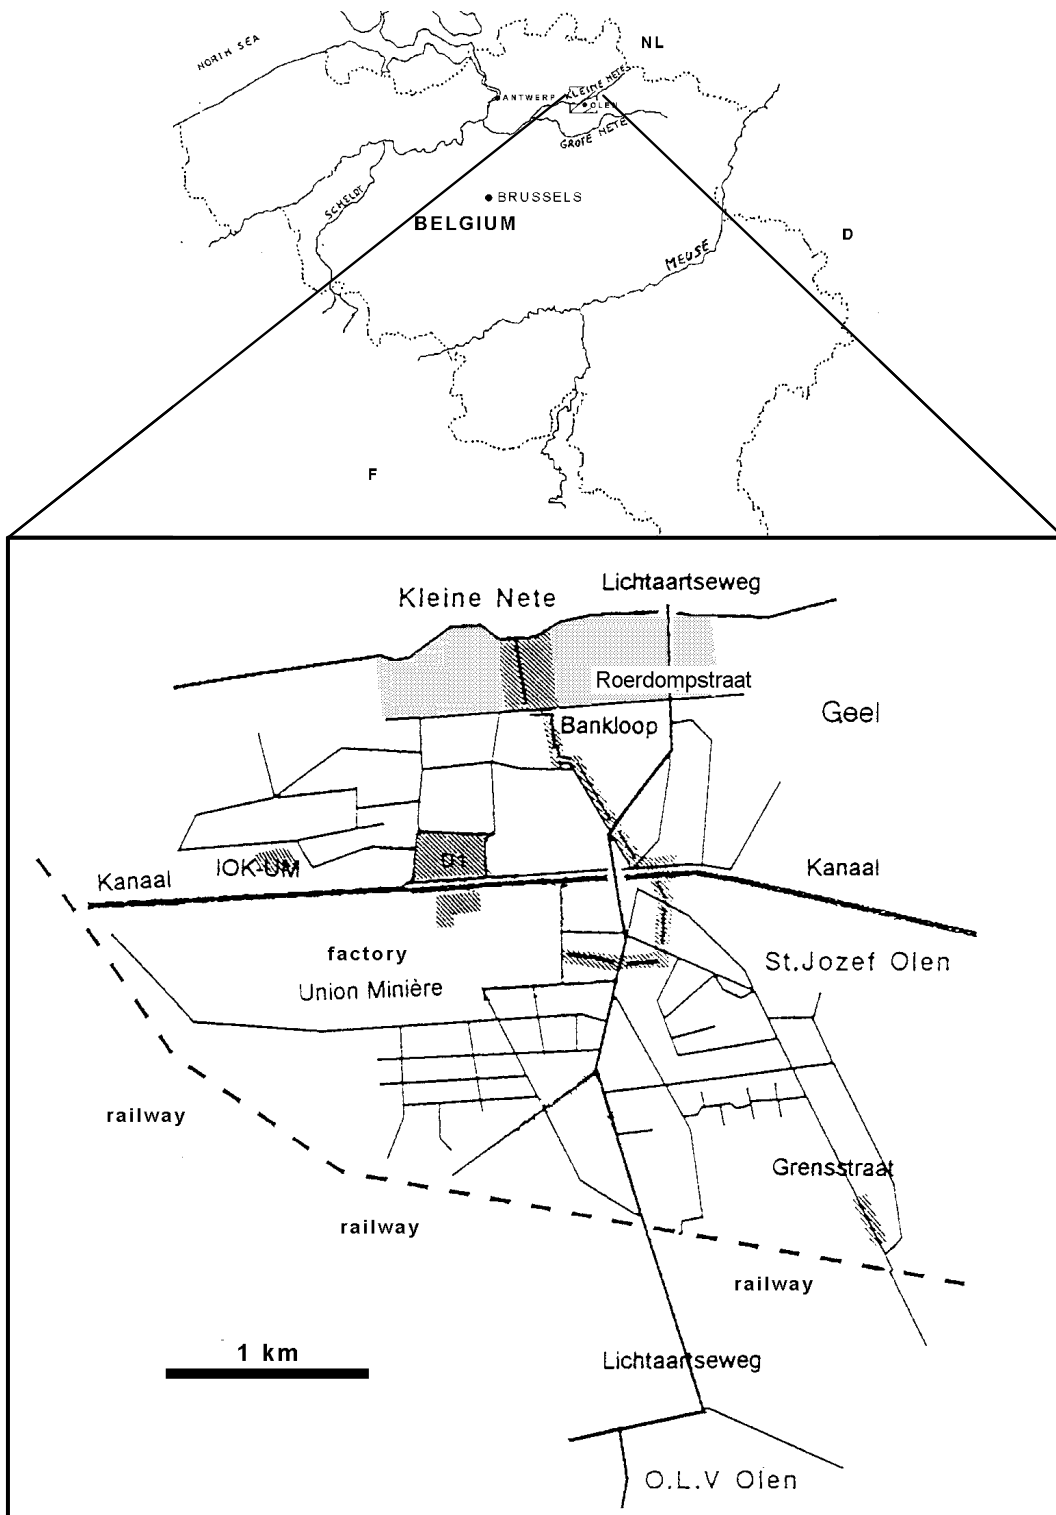 NORTH SEA
NL
ANTWERP
KLEINE NETE
OLEN
GROTE NETE
SCHELDT
BRUSSELS
BELGIUM
MEUSE
D
F
Lichtaartseweg
Kleine Nete
Roerdompstraat
Geel
Bankloop
D1
IOK-UM
Kanaal
Kanaal
factory
Union Minière
St.Jozef Olen
railway
Grensstraat
railway
railway
1 km
Lichtaartseweg
O.L.V Olen